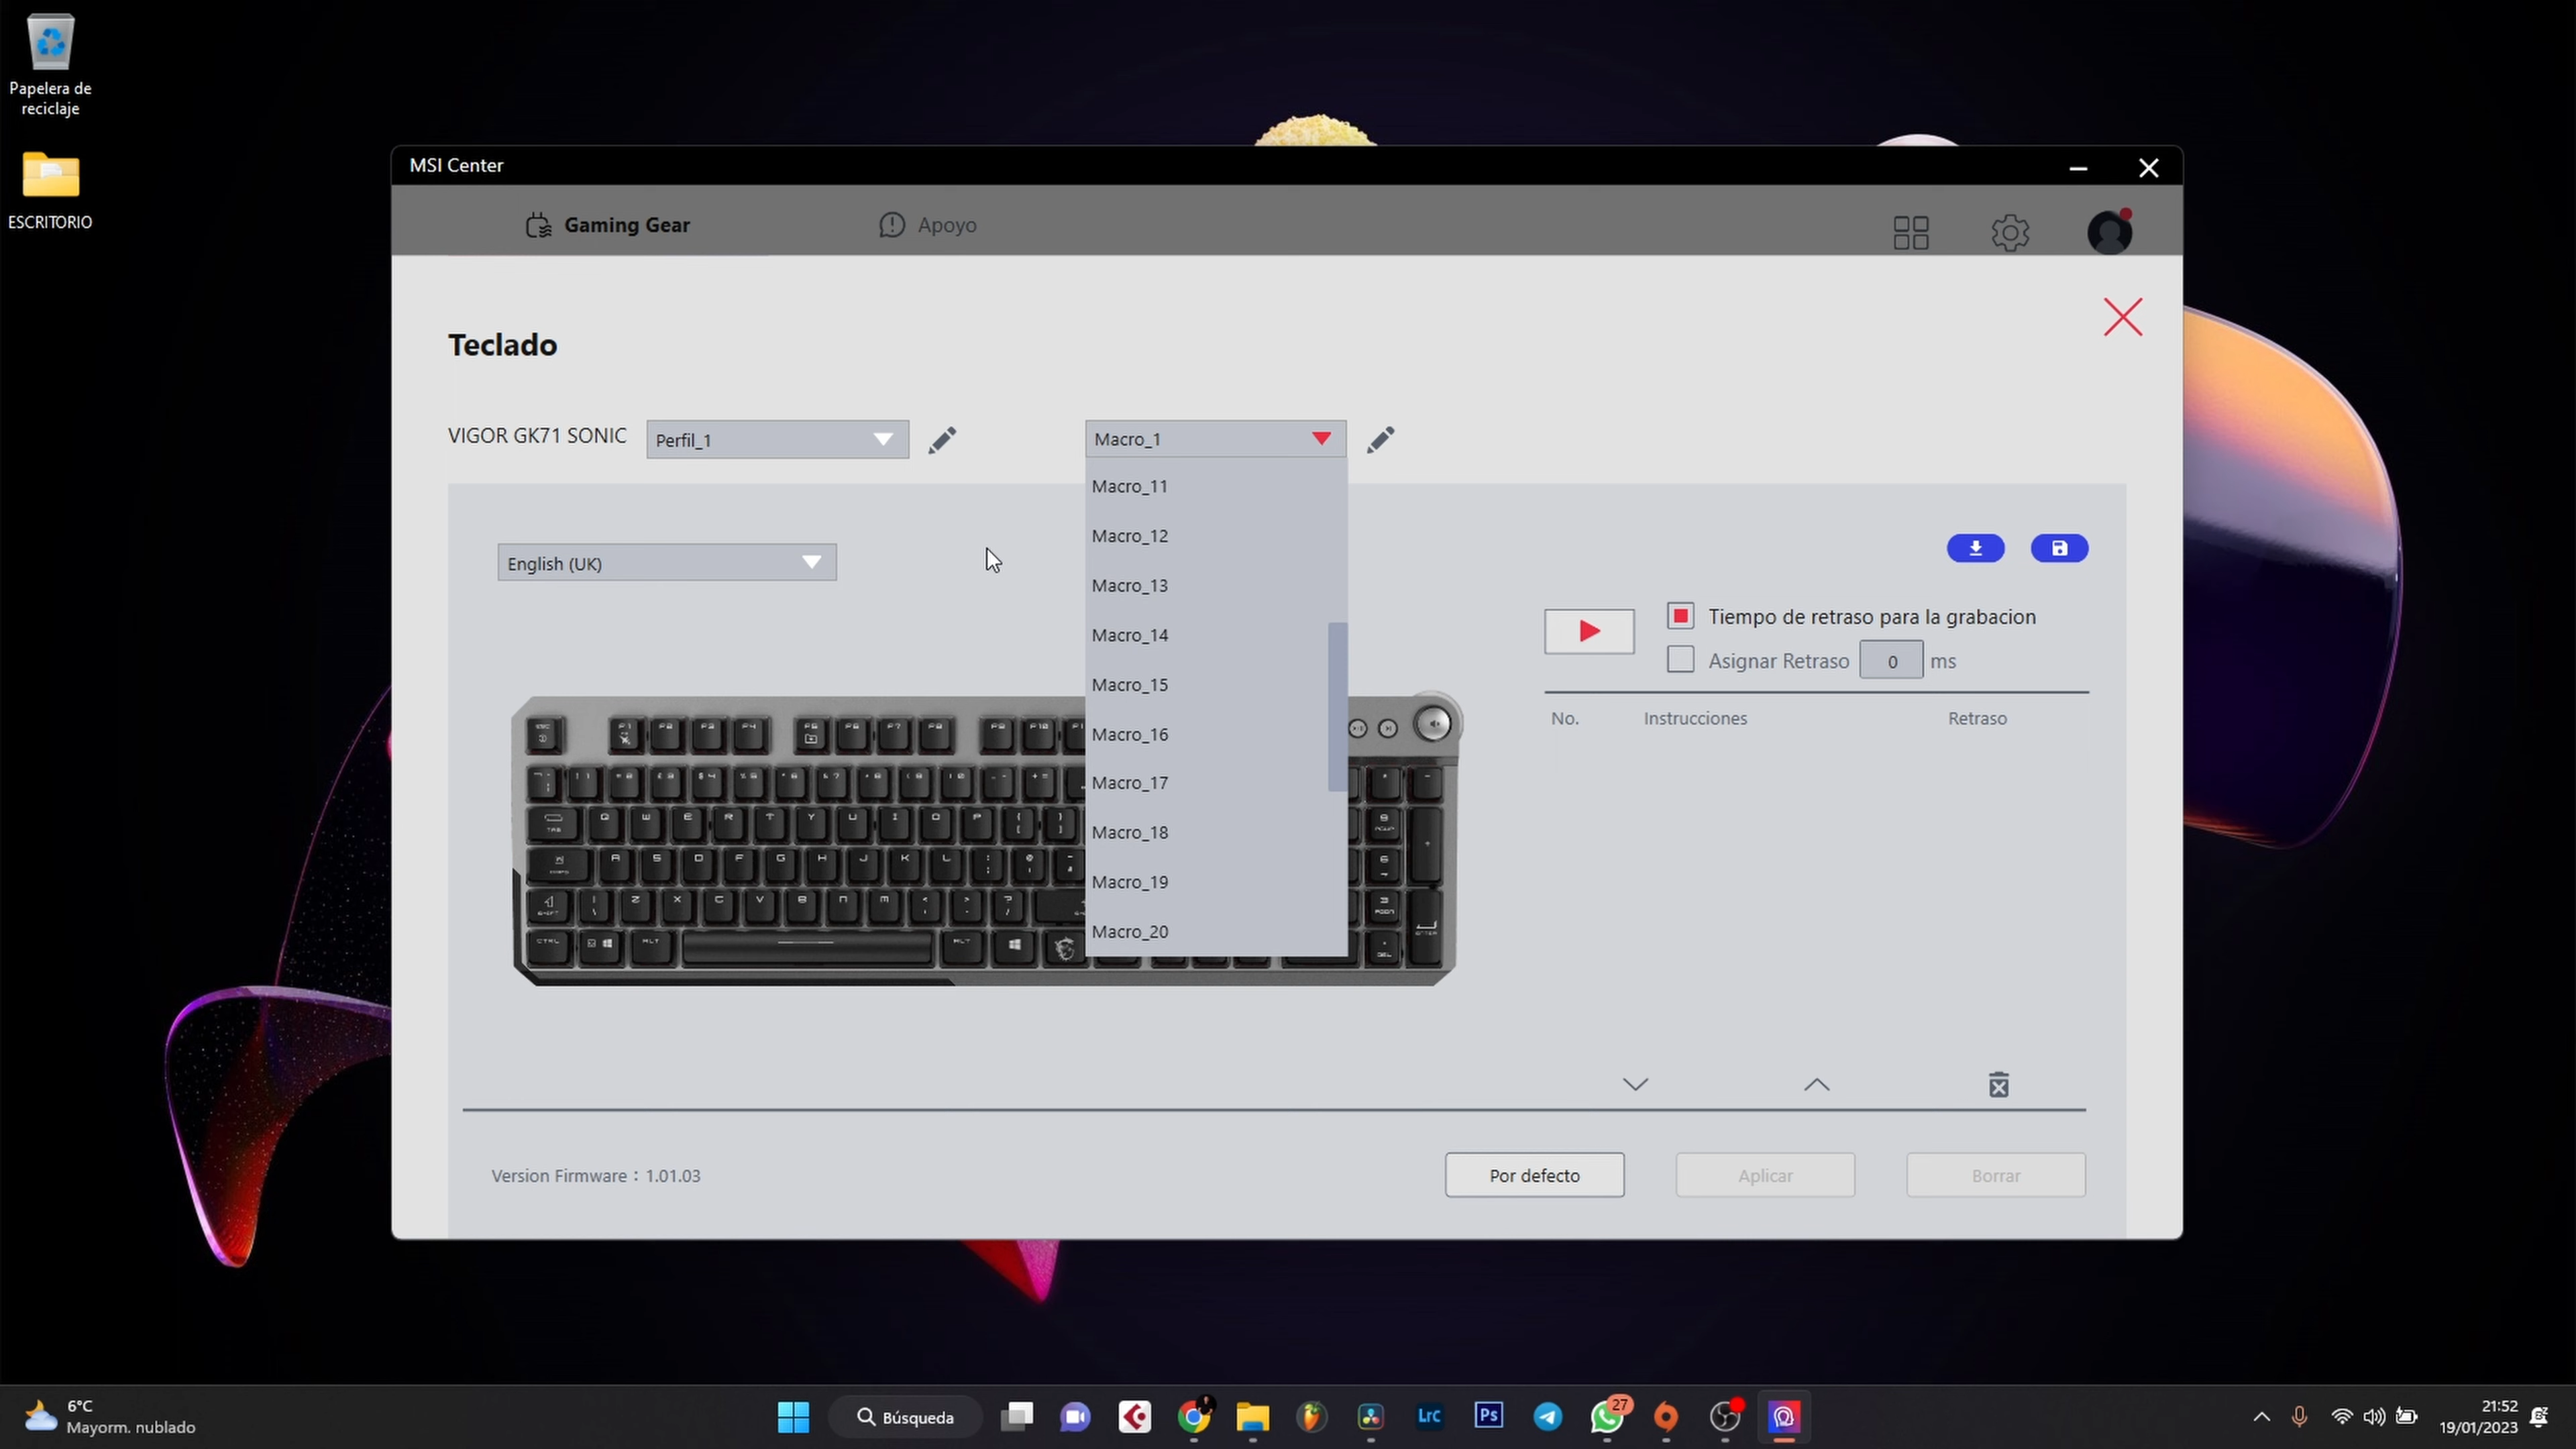 Papelera de
reciclaje
ESCRITORIO
MSI Center
Gaming Gear
Apoyo
Teclado
VIGOR GK71 SONIC
Perfil_1
Macro_1
Macro_11
Macro_12
Macro_13
Macro_14
Macro_15
Macro_16
Macro_17
Macro_18
Macro_19
Macro_20
English (UK)
Tiempo de retraso para la grabacion
Asignar Retraso 0 ms
No. Instrucciones Retraso
Version Firmware : 1.01.03
Por defecto
Aplicar
Borrar
6°C
Mayorm. nublado
Búsqueda
Lrc
Ps
27
21:52
19/01/2023